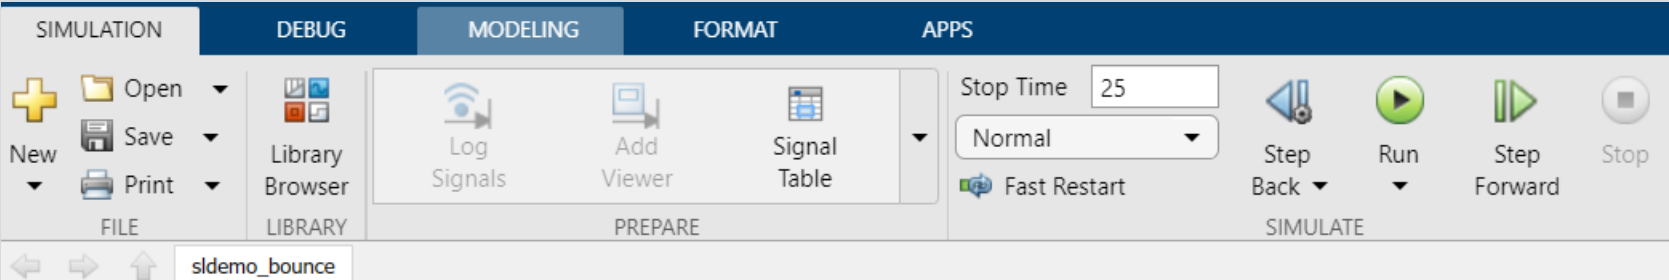 SIMULATION DEBUG MODELING FORMAT APPS
New
Open
Save
Print
FILE
Library
Browser
LIBRARY
Log
Signals
Add
Viewer
Signal
Table
PREPARE
Stop Time 25
Normal
Fast Restart
Step
Back
Run
Step
Forward
Stop
SIMULATE
sldemo_bounce